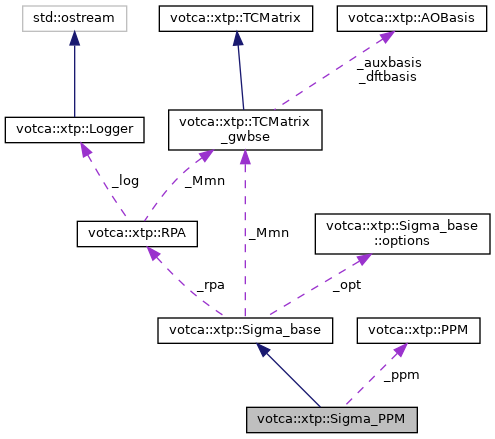 std::ostream
votca::xtp::TCMatrix
votca::xtp::AOBasis
_auxbasis
_dftbasis
votca::xtp::Logger
votca::xtp::TCMatrix
_gwbse
_log
_Mmn
votca::xtp::RPA
_Mmn
votca::xtp::Sigma_base
::options
_rpa
_opt
votca::xtp::Sigma_base
votca::xtp::PPM
_ppm
votca::xtp::Sigma_PPM